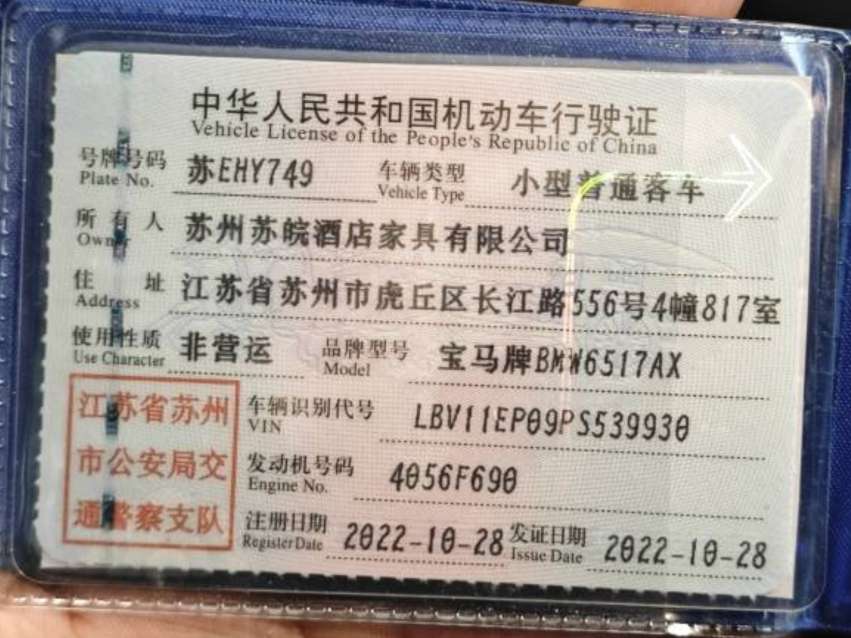 中华人民共和国机动车行驶证
Vehicle License of the People's Republic of China
号牌号码 苏EHY749 车辆类型 小型普通客车
Plate No. Vehicle Type
所有人 苏州苏皖酒店家具有限公司
Owner
住址 江苏省苏州市虎丘区长江路556号4幢817室
Address
使用性质 非营运 品牌型号 宝马牌BMW6517AX
Use Character Model
江苏省苏州
市公安局交
通警察支队
车辆识别代号 LBV11EP09PS539930
VIN
发动机号码 4056F690
Engine No.
注册日期 2022-10-28 发证日期 2022-10-28
Register Date Issue Date